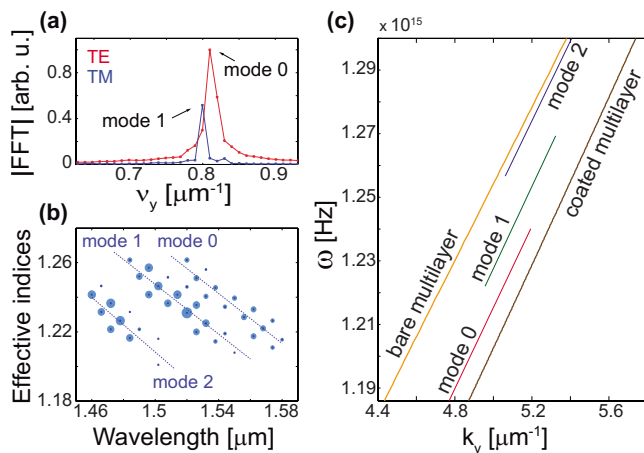 (a)
TE
TM
mode 0
mode 1
|FFT| [arb. u.]
1.0
0.4
0
0.7
0.8
0.9
ν_y [μm⁻¹]
(b)
mode 1
mode 0
mode 2
Effective indices
1.26
1.22
1.18
1.46
1.50
1.54
1.58
Wavelength [μm]
(c)
x 10¹⁵
1.29
1.27
1.25
1.23
1.21
1.19
ω [Hz]
bare multilayer
mode 0
mode 1
mode 2
coated multilayer
4.4
4.8
5.2
5.6
k_y [μm⁻¹]